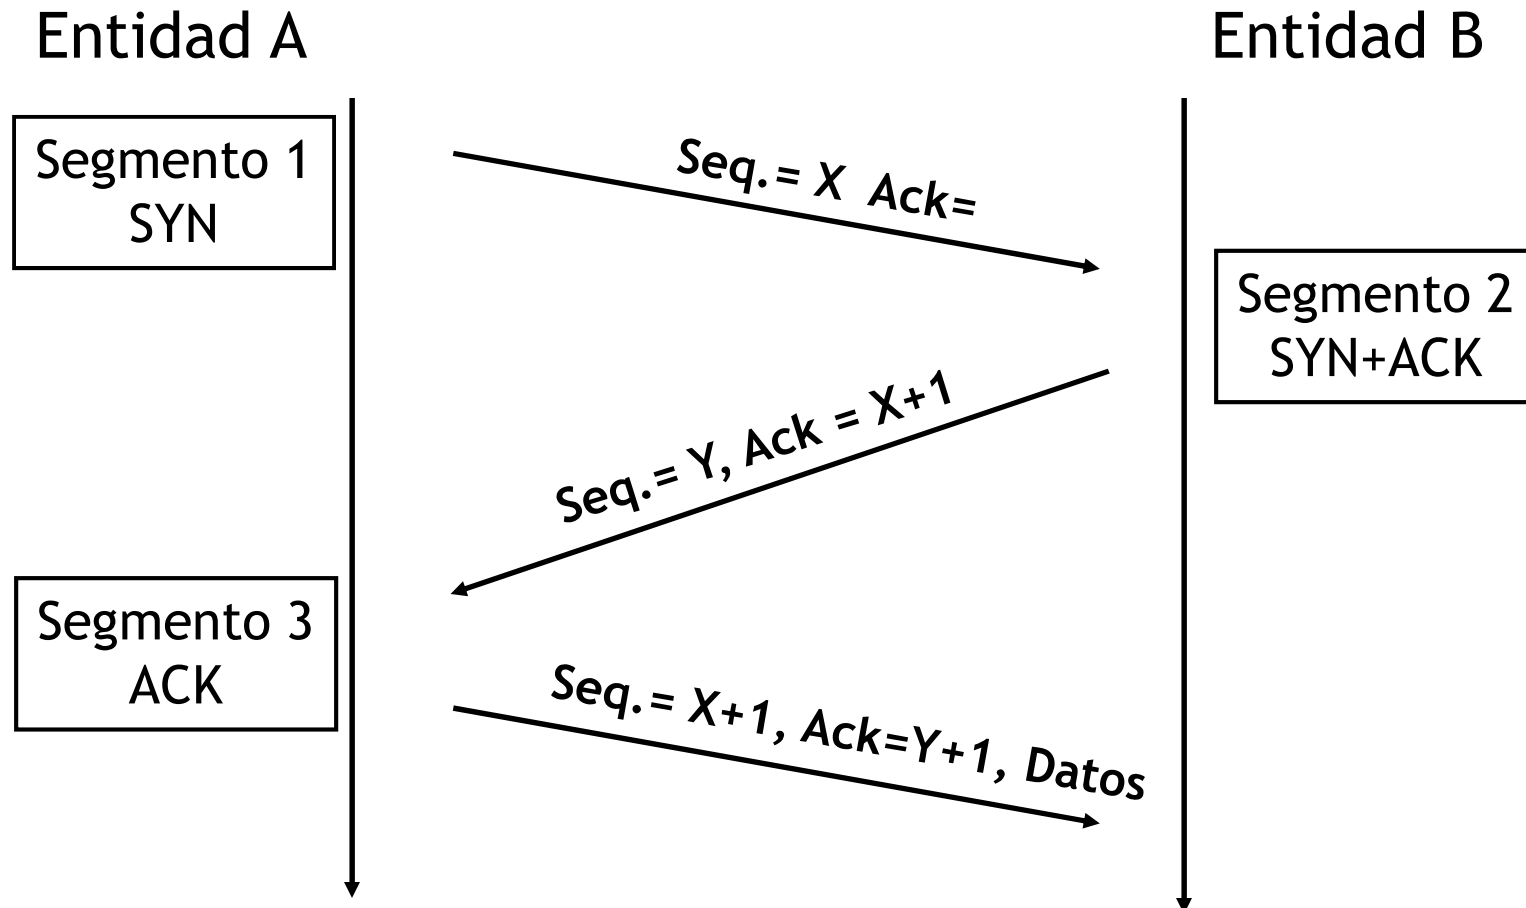 Entidad A
Entidad B
Segmento 1
SYN
Seq.= X Ack=
Segmento 2
SYN+ACK
Seq.= Y, Ack = X+1
Segmento 3
ACK
Seq.= X+1, Ack=Y+1, Datos